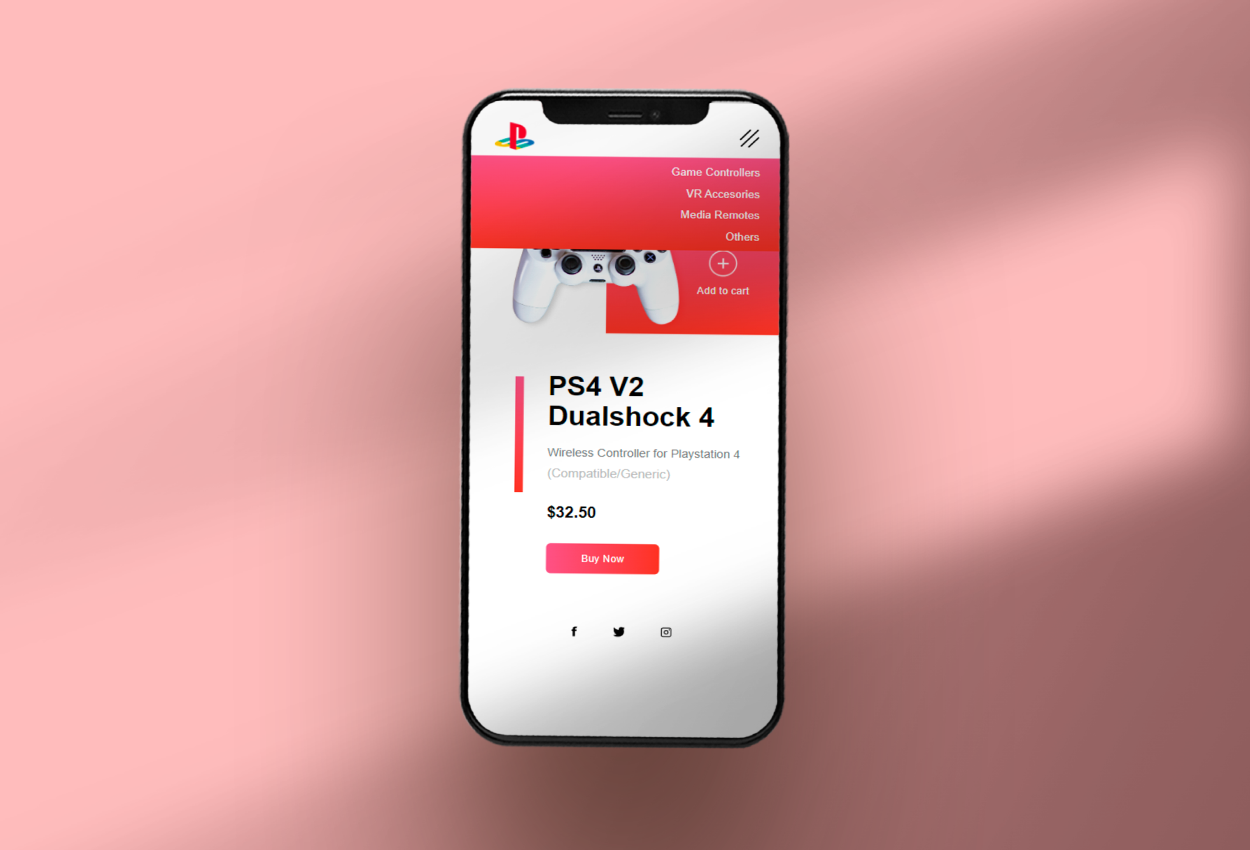 Game Controllers
VR Accesories
Media Remotes
Others
Add to cart
PS4 V2
Dualshock 4
Wireless Controller for Playstation 4
(Compatible/Generic)
$32.50
Buy Now